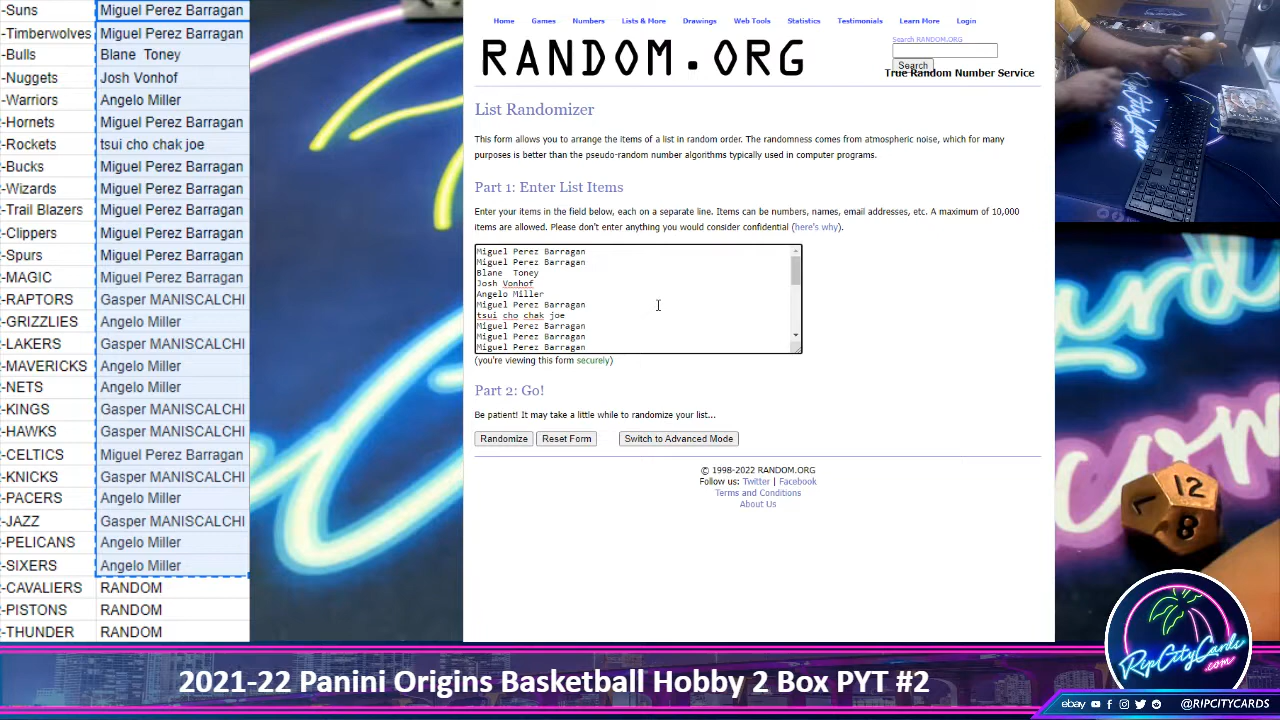 -Suns Miguel Perez Barragan
-Timberwolves Miguel Perez Barragan
-Bulls Blane  Toney
-Nuggets Josh Vonhof
-Warriors Angelo Miller
-Hornets Miguel Perez Barragan
-Rockets tsui cho chak joe
-Bucks Miguel Perez Barragan
-Wizards Miguel Perez Barragan
-Trail Blazers Miguel Perez Barragan
-Clippers Miguel Perez Barragan
-Spurs Miguel Perez Barragan
-MAGIC Miguel Perez Barragan
-RAPTORS Gasper MANISCALCHI
-GRIZZLIES Angelo Miller
-LAKERS Gasper MANISCALCHI
-MAVERICKS Angelo Miller
-NETS Angelo Miller
-KINGS Gasper MANISCALCHI
-HAWKS Gasper MANISCALCHI
-CELTICS Miguel Perez Barragan
-KNICKS Gasper MANISCALCHI
-PACERS Angelo Miller
-JAZZ Gasper MANISCALCHI
-PELICANS Angelo Miller
-SIXERS Angelo Miller
-CAVALIERS RANDOM
-PISTONS RANDOM
-THUNDER RANDOM
Home Games Numbers Lists & More Drawings Web Tools Statistics Testimonials Learn More Login
RANDOM.ORG
Search RANDOM.ORG
Search
True Random Number Service
List Randomizer
This form allows you to arrange the items of a list in random order. The randomness comes from atmospheric noise, which for many
purposes is better than the pseudo-random number algorithms typically used in computer programs.
Part 1: Enter List Items
Enter your items in the field below, each on a separate line. Items can be numbers, names, email addresses, etc. A maximum of 10,000
items are allowed. Please don't enter anything you would consider confidential (here's why).
Miguel Perez Barragan
Miguel Perez Barragan
Blane  Toney
Josh Vonhof
Angelo Miller
Miguel Perez Barragan
tsui cho chak joe
Miguel Perez Barragan
Miguel Perez Barragan
Miguel Perez Barragan
(you're viewing this form securely)
Part 2: Go!
Be patient! It may take a little while to randomize your list...
Randomize Reset Form Switch to Advanced Mode
© 1998-2022 RANDOM.ORG
Follow us: Twitter | Facebook
Terms and Conditions
About Us
12
8
RipCityCards
.com
2021-22 Panini Origins Basketball Hobby 2 Box PYT #2
ebay @RIPCITYCARDS